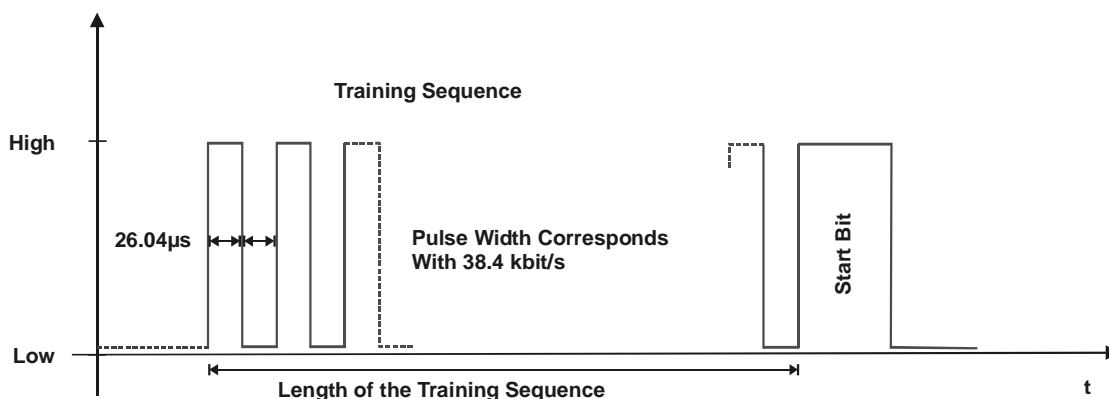 Training Sequence
High
26.04µs
Pulse Width Corresponds
With 38.4 kbit/s
Start Bit
Low
Length of the Training Sequence
t